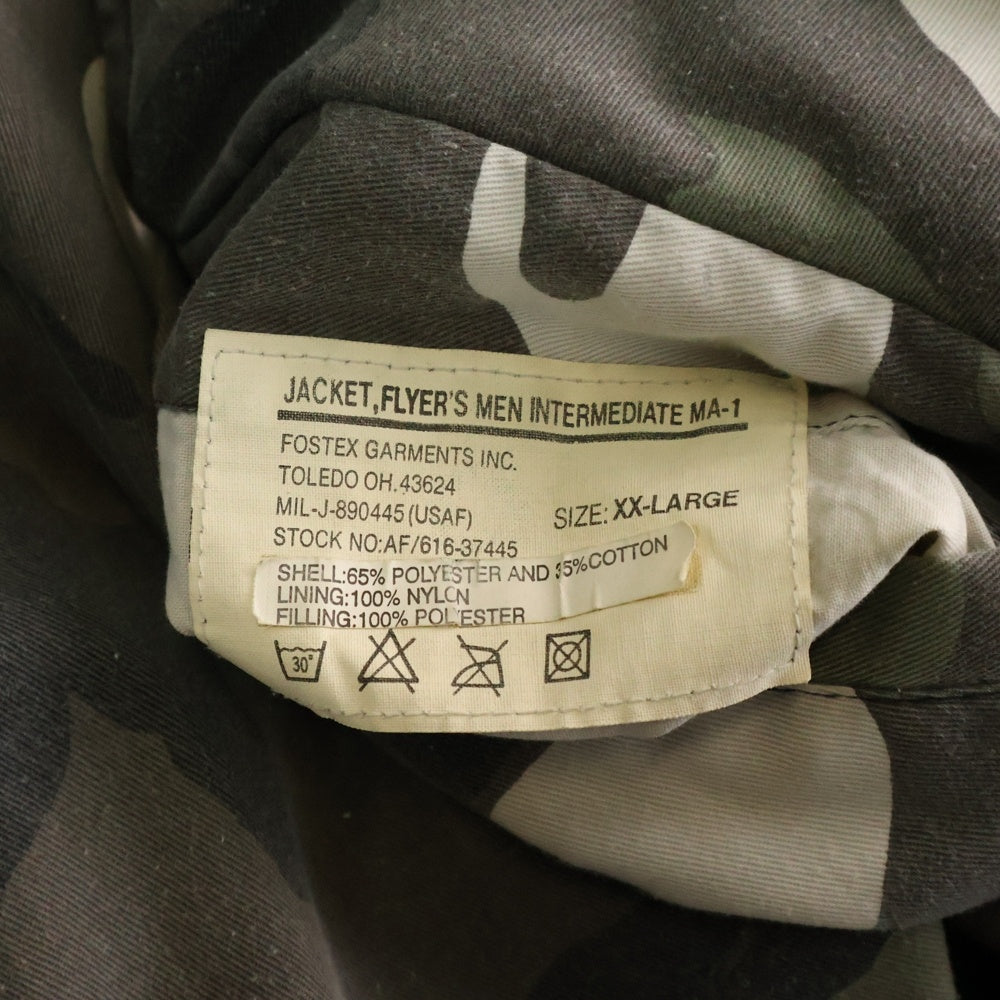 JACKET,FLYER'S MEN INTERMEDIATE MA-1
FOSTEX GARMENTS INC.
TOLEDO OH.43624
MIL-J-890445(USAF)
SIZE: XX-LARGE
STOCK NO:AF/616-37445
SHELL:65% POLYESTER AND 35%COTTON
LINING:100% NYLON
FILLING:100% POLYESTER
30°